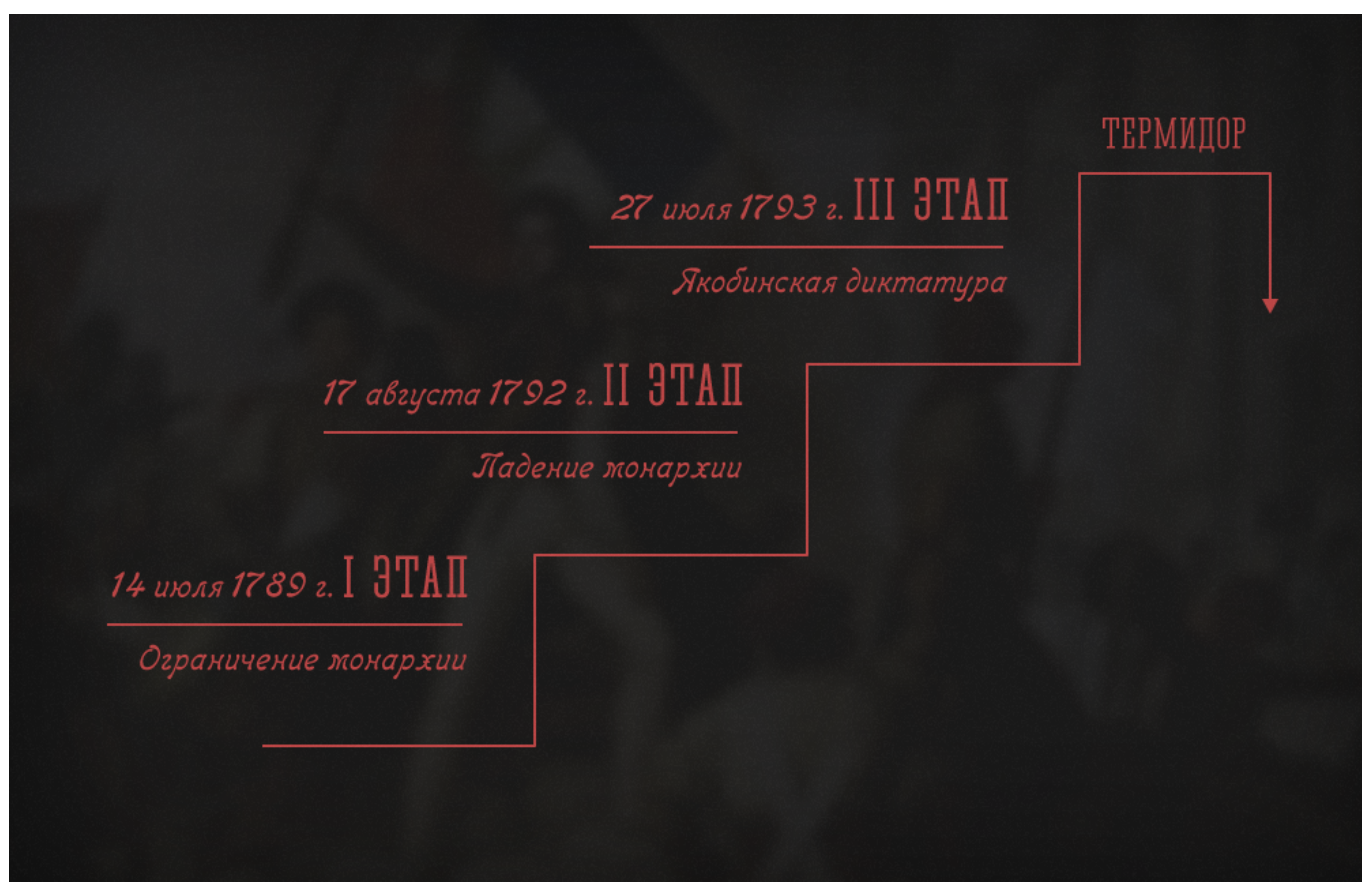 ТЕРМИДОР
27 июля 1793 г. III ЭТАП
Якобинская диктатура
17 августа 1792 г. II ЭТАП
Падение монархии
14 июля 1789 г. I ЭТАП
Ограничение монархии